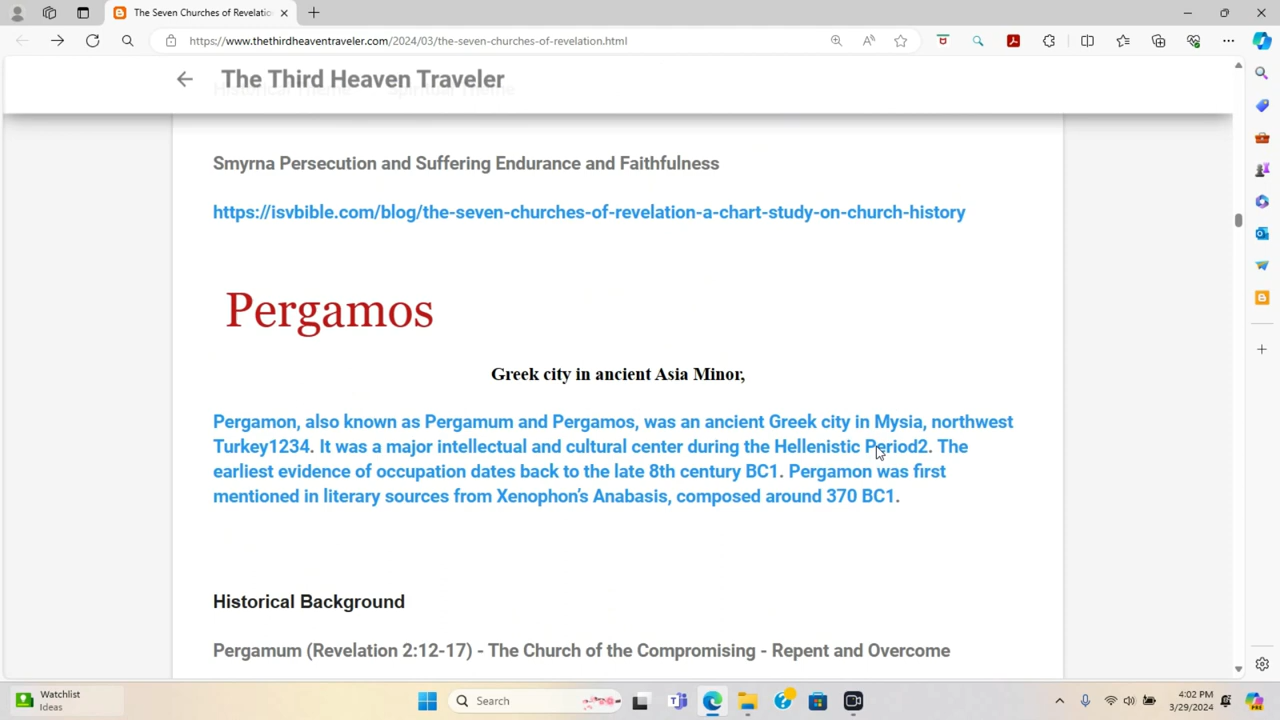 The Seven Churches of Revelatio
https://www.thethirdheaventraveler.com/2024/03/the-seven-churches-of-revelation.html
The Third Heaven Traveler
Historical Theme Spiritual Theme
Smyrna Persecution and Suffering Endurance and Faithfulness
https://isvbible.com/blog/the-seven-churches-of-revelation-a-chart-study-on-church-history
Pergamos
Greek city in ancient Asia Minor,
Pergamon, also known as Pergamum and Pergamos, was an ancient Greek city in Mysia, northwest
Turkey1234. It was a major intellectual and cultural center during the Hellenistic Period2. The
earliest evidence of occupation dates back to the late 8th century BC1. Pergamon was first
mentioned in literary sources from Xenophon's Anabasis, composed around 370 BC1.
Historical Background
Pergamum (Revelation 2:12-17) - The Church of the Compromising - Repent and Overcome
Watchlist
Ideas
Search
4:02 PM
3/29/2024